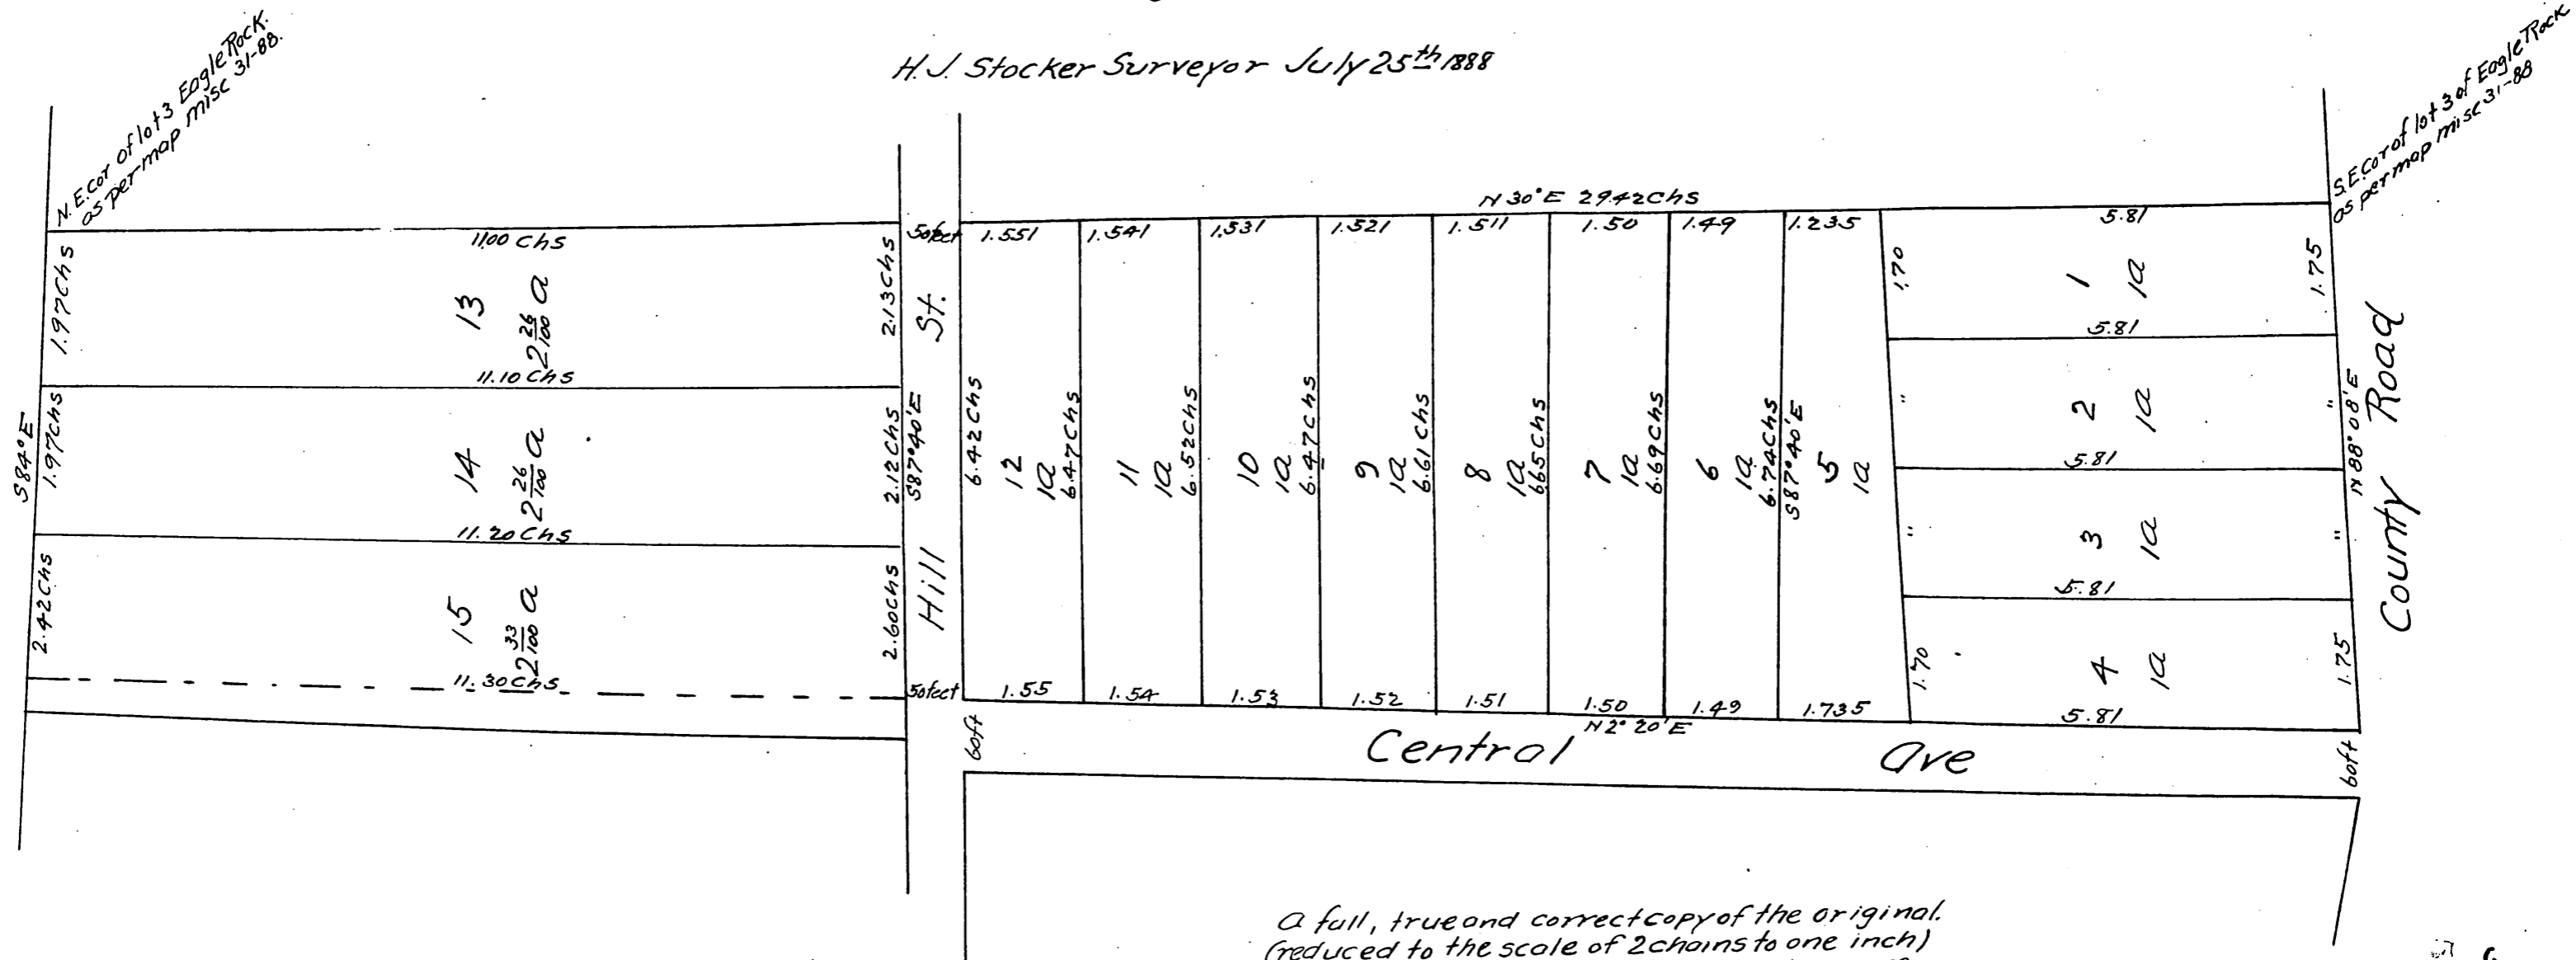 H.J. Stocker Surveyor July 25th 1888
N.E. Cor of lot 3 Eagle Rock.
as per map misc 31-88.
S.E. Cor of lot 3 of Eagle Rock
as per map misc 31-88
N 30° E 29.42 Chs
11.00 Chs
50 feet
1.551
1.541
1.531
1.521
1.511
1.50
1.49
1.235
5.81
1.97 Chs
13
2 26/100 a
2.13 Chs
St.
1.70
1
1a
1.75
5.81
11.10 Chs
S 84° E
1.97 Chs
14
2 26/100 a
2.12 Chs
S 87° 40' E
6.42 Chs
12
1a
6.47 Chs
11
1a
6.52 Chs
10
1a
6.47 Chs
9
1a
6.61 Chs
8
1a
6.65 Chs
7
1a
6.69 Chs
6
1a
6.74 Chs
S 87° 40' E
5
1a
"
2
1a
"
N 88° 08' E
County Road
5.81
11.20 Chs
"
3
1a
"
5.81
2.42 Chs
15
2 33/100 a
2.60 Chs
Hill
1.70
4
1a
1.75
11.30 Chs
50 feet
1.55
1.54
1.53
1.52
1.51
1.50
1.49
1.735
5.81
N 2° 20' E
60 ft
Central Ave
60 ft
A full, true and correct copy of the original.
(reduced to the scale of 2 chains to one inch)